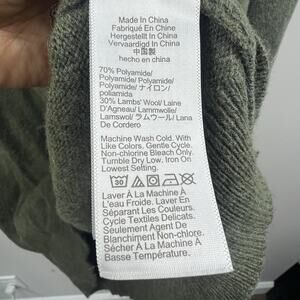 Made In China
Fabriqué En Chine
Hergestellt In China
Vervaardigd In China
中国製
hecho en china
70% Polyamide/
Polyamide/ Polyamide/
Polyamide/ ナイロン/
poliamida
30% Lambs' Wool/ Laine
D'Agneau/ Lammwolle/
Lamswol/ ラムウール/ Lana
De Cordero
Machine Wash Cold. With
Like Colors. Gentle Cycle.
Non-chlorine Bleach Only.
Tumble Dry Low. Iron On
Lowest Setting.
30
Laver À La Machine À
L'eau Froide. Laver En
Séparant Les Couleurs.
Cycle Textiles Délicats.
Seulement Agent De
Blanchiment Non-chlore.
Sécher À La Machine À
Basse Température.